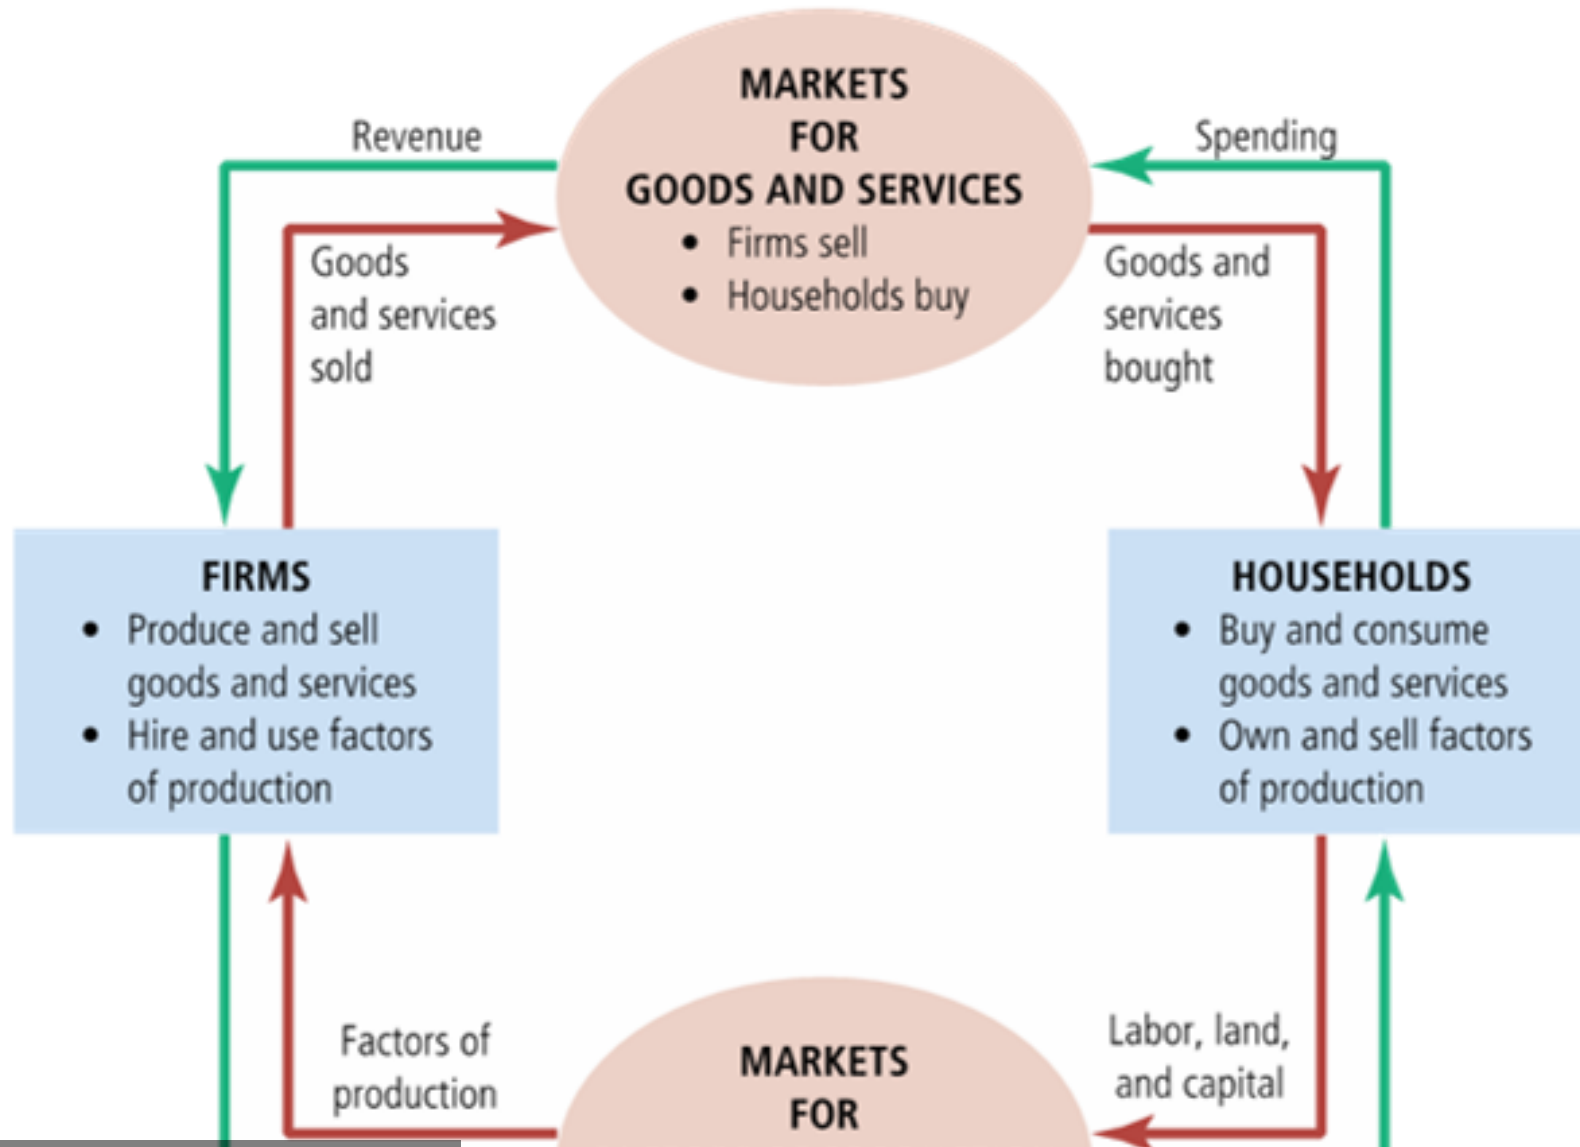 MARKETS
FOR
GOODS AND SERVICES
• Firms sell
• Households buy
Revenue
Spending
Goods
and services
sold
Goods and
services
bought
FIRMS
• Produce and sell
goods and services
• Hire and use factors
of production
HOUSEHOLDS
• Buy and consume
goods and services
• Own and sell factors
of production
Factors of
production
MARKETS
FOR
Labor, land,
and capital